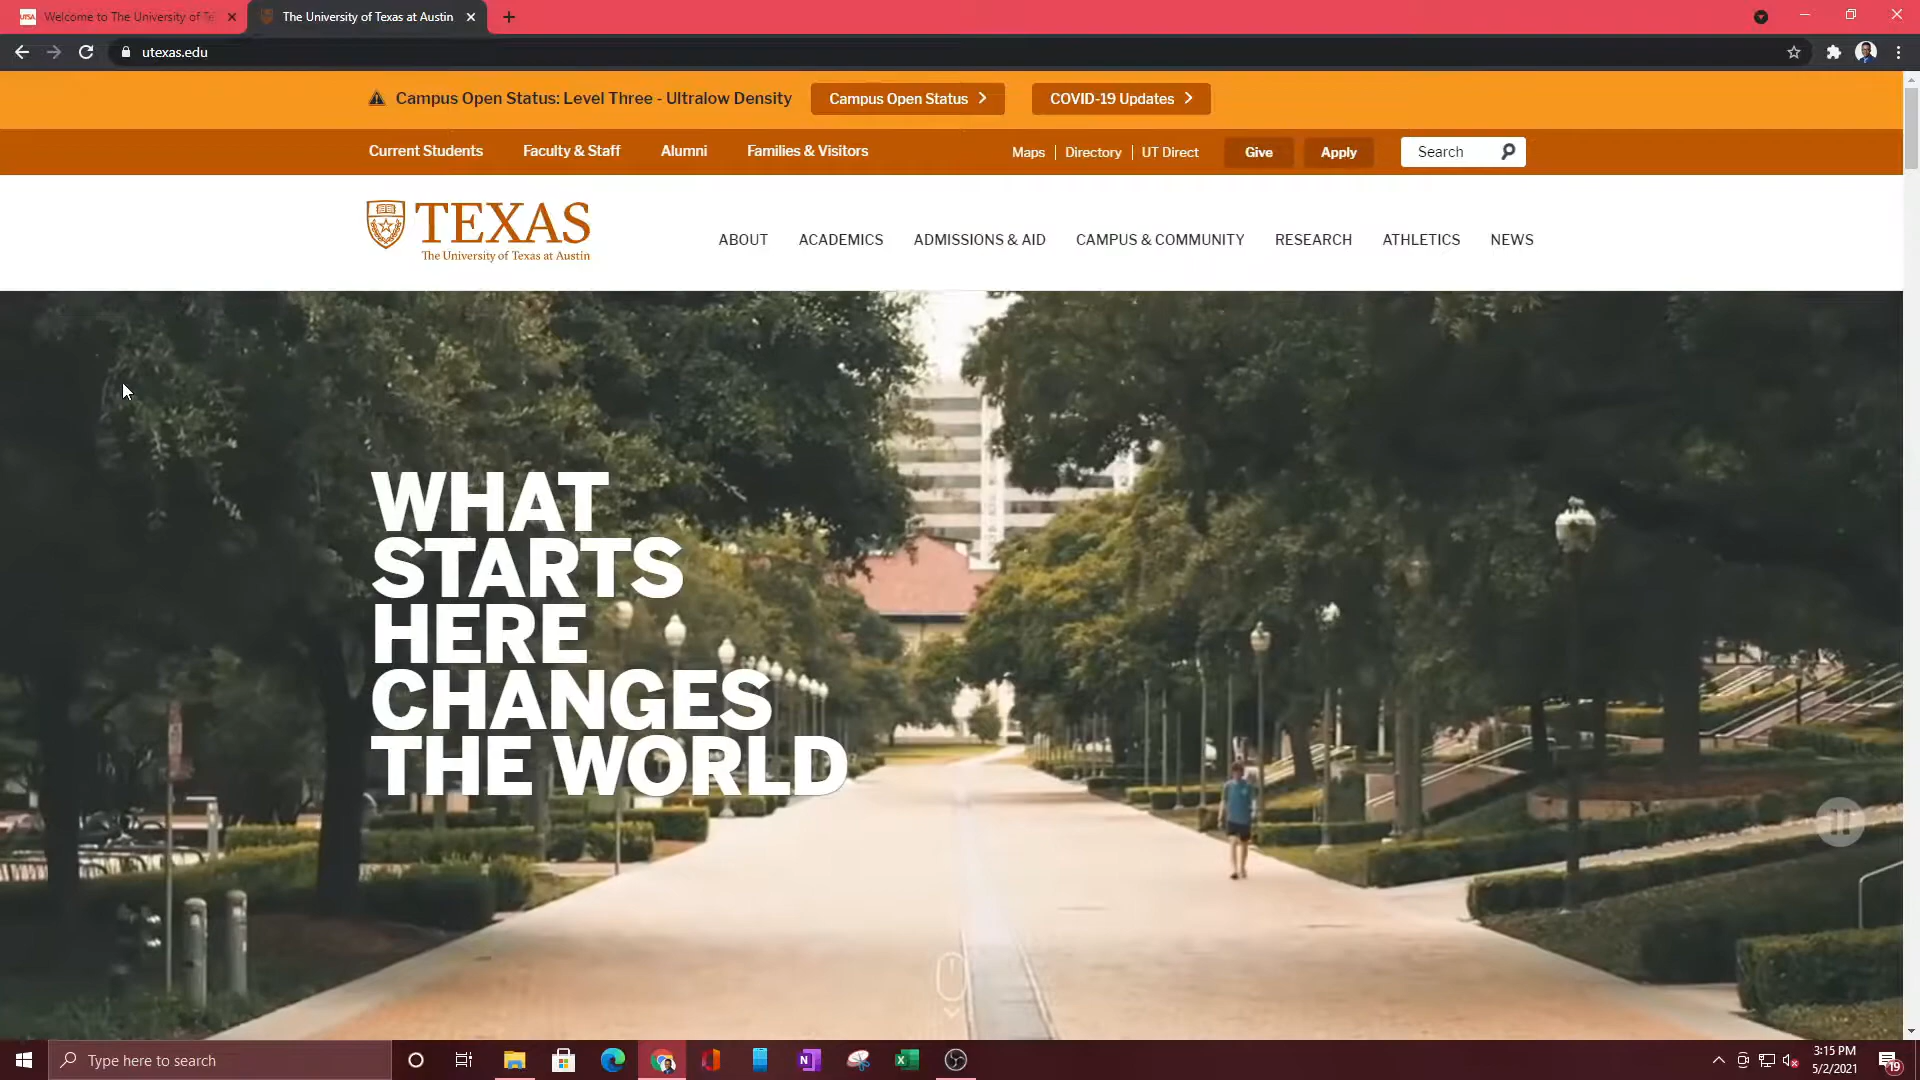 Welcome to The University of Te
The University of Texas at Austin
utexas.edu
Campus Open Status: Level Three - Ultralow Density
Campus Open Status
COVID-19 Updates
Current Students
Faculty & Staff
Alumni
Families & Visitors
Maps
Directory
UT Direct
Give
Apply
Search
TEXAS
The University of Texas at Austin
ABOUT
ACADEMICS
ADMISSIONS & AID
CAMPUS & COMMUNITY
RESEARCH
ATHLETICS
NEWS
WHAT
STARTS
HERE
CHANGES
THE WORLD
Type here to search
3:15 PM
5/2/2021
19